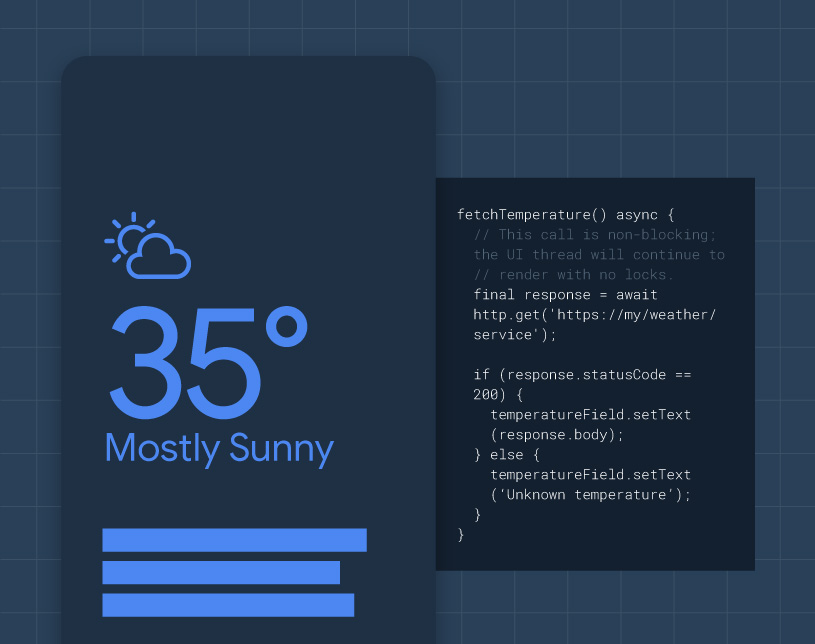 35°
Mostly Sunny
fetchTemperature() async {
// This call is non-blocking;
the UI thread will continue to
// render with no locks.
final response = await
http.get('https://my/weather/
service');
if (response.statusCode ==
200) {
temperatureField.setText
(response.body);
} else {
temperatureField.setText
('Unknown temperature');
}
}